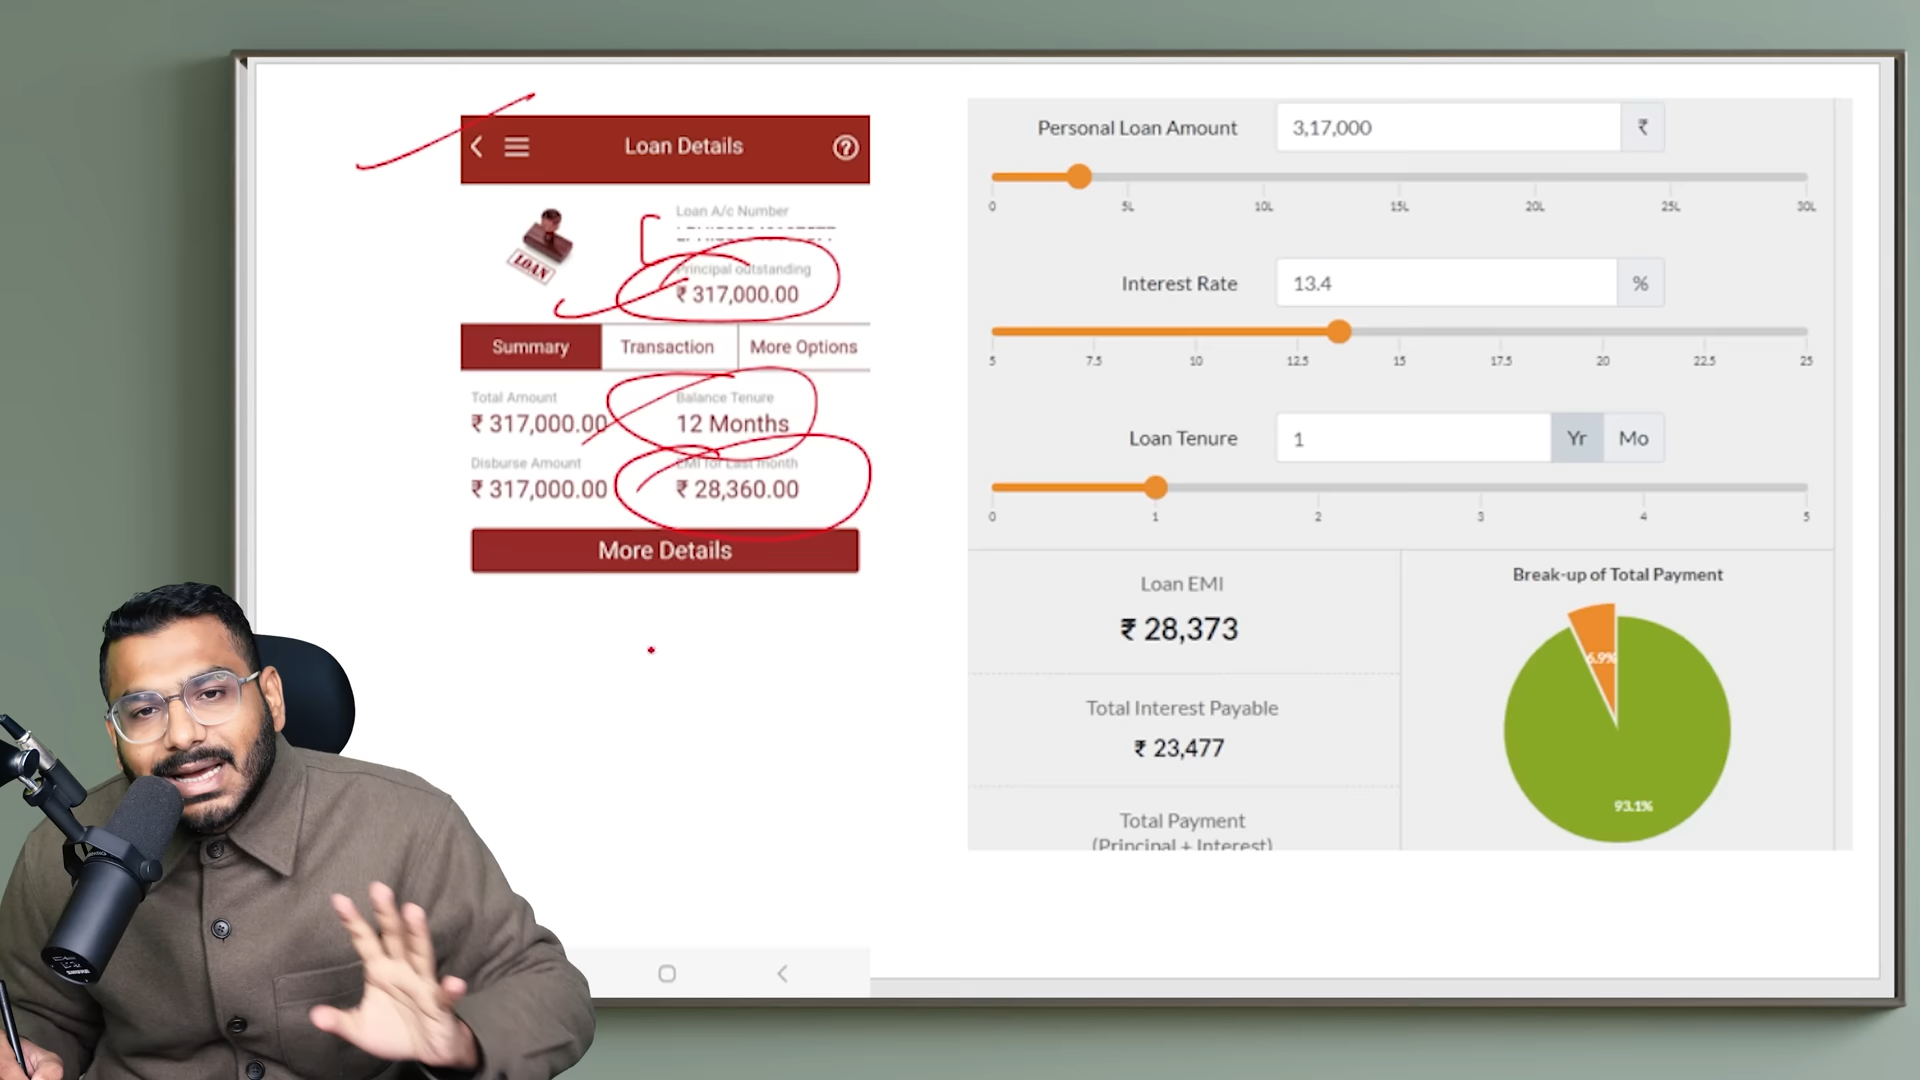 Loan Details
Loan A/c Number
Principal outstanding
₹ 317,000.00
LOAN
Summary
Transaction
More Options
Total Amount
₹ 317,000.00
Balance Tenure
12 Months
Disburse Amount
₹ 317,000.00
EMI for Last month
₹ 28,360.00
More Details
Personal Loan Amount
3,17,000
₹
0 5L 10L 15L 20L 25L 30L
Interest Rate
13.4
%
5 7.5 10 12.5 15 17.5 20 22.5 25
Loan Tenure
1
Yr
Mo
0 1 2 3 4 5
Loan EMI
₹ 28,373
Total Interest Payable
₹ 23,477
Total Payment
(Principal + Interest)
Break-up of Total Payment
6.9%
93.1%